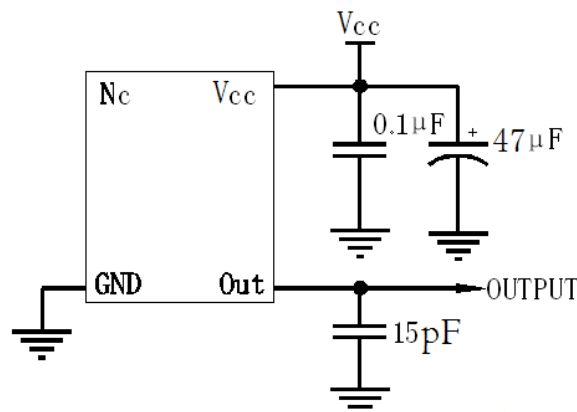 Vcc
Nc Vcc
0.1μF
+
47μF
GND Out
OUTPUT
15pF